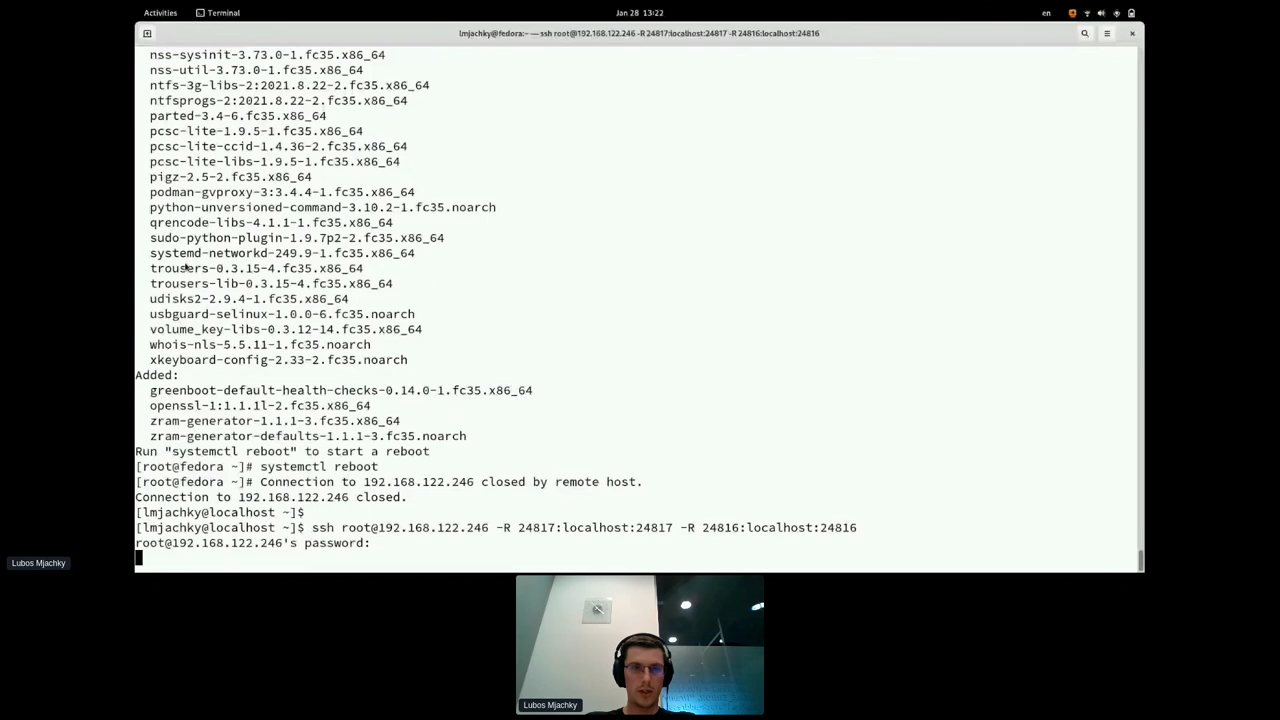 Activities Terminal Jan 28 13:22 en
lmjachky@fedora:~ — ssh root@192.168.122.246 -R 24817:localhost:24817 -R 24816:localhost:24816
nss-sysinit-3.73.0-1.fc35.x86_64
nss-util-3.73.0-1.fc35.x86_64
ntfs-3g-libs-2:2021.8.22-2.fc35.x86_64
ntfsprogs-2:2021.8.22-2.fc35.x86_64
parted-3.4-6.fc35.x86_64
pcsc-lite-1.9.5-1.fc35.x86_64
pcsc-lite-ccid-1.4.36-2.fc35.x86_64
pcsc-lite-libs-1.9.5-1.fc35.x86_64
pigz-2.5-2.fc35.x86_64
podman-gvproxy-3:3.4.4-1.fc35.x86_64
python-unversioned-command-3.10.2-1.fc35.noarch
qrencode-libs-4.1.1-1.fc35.x86_64
sudo-python-plugin-1.9.7p2-2.fc35.x86_64
systemd-networkd-249.9-1.fc35.x86_64
trousers-0.3.15-4.fc35.x86_64
trousers-lib-0.3.15-4.fc35.x86_64
udisks2-2.9.4-1.fc35.x86_64
usbguard-selinux-1.0.0-6.fc35.noarch
volume_key-libs-0.3.12-14.fc35.x86_64
whois-nls-5.5.11-1.fc35.noarch
xkeyboard-config-2.33-2.fc35.noarch
Added:
greenboot-default-health-checks-0.14.0-1.fc35.x86_64
openssl-1:1.1.1l-2.fc35.x86_64
zram-generator-1.1.1-3.fc35.x86_64
zram-generator-defaults-1.1.1-3.fc35.noarch
Run "systemctl reboot" to start a reboot
[root@fedora ~]# systemctl reboot
[root@fedora ~]# Connection to 192.168.122.246 closed by remote host.
Connection to 192.168.122.246 closed.
[lmjachky@localhost ~]$
[lmjachky@localhost ~]$ ssh root@192.168.122.246 -R 24817:localhost:24817 -R 24816:localhost:24816
root@192.168.122.246's password:
Lubos Mjachky
Lubos Mjachky